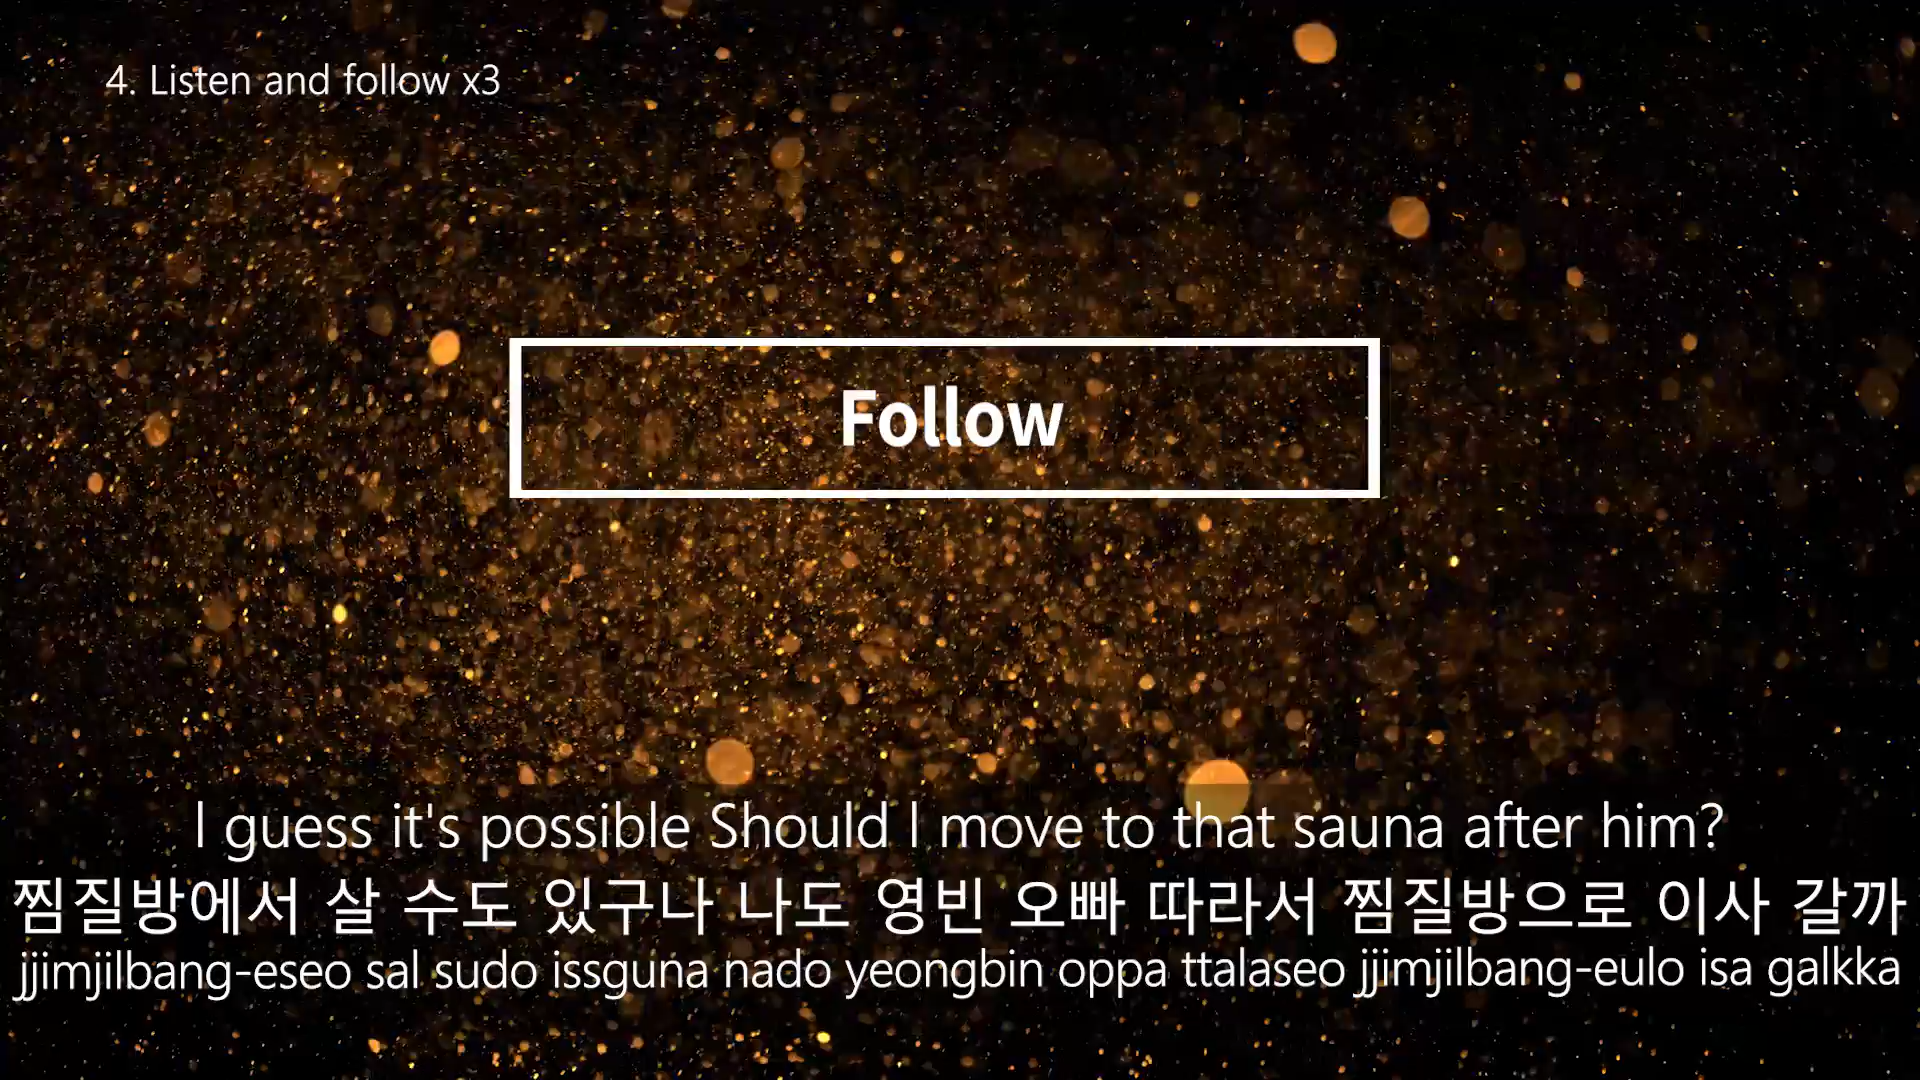 4. Listen and follow x3
Follow
I guess it's possible Should I move to that sauna after him?
찜질방에서 살 수도 있구나 나도 영빈 오빠 따라서 찜질방으로 이사 갈까
jjimjilbang-eseo sal sudo issguna nado yeongbin oppa ttalaseo jjimjilbang-eulo isa galkka